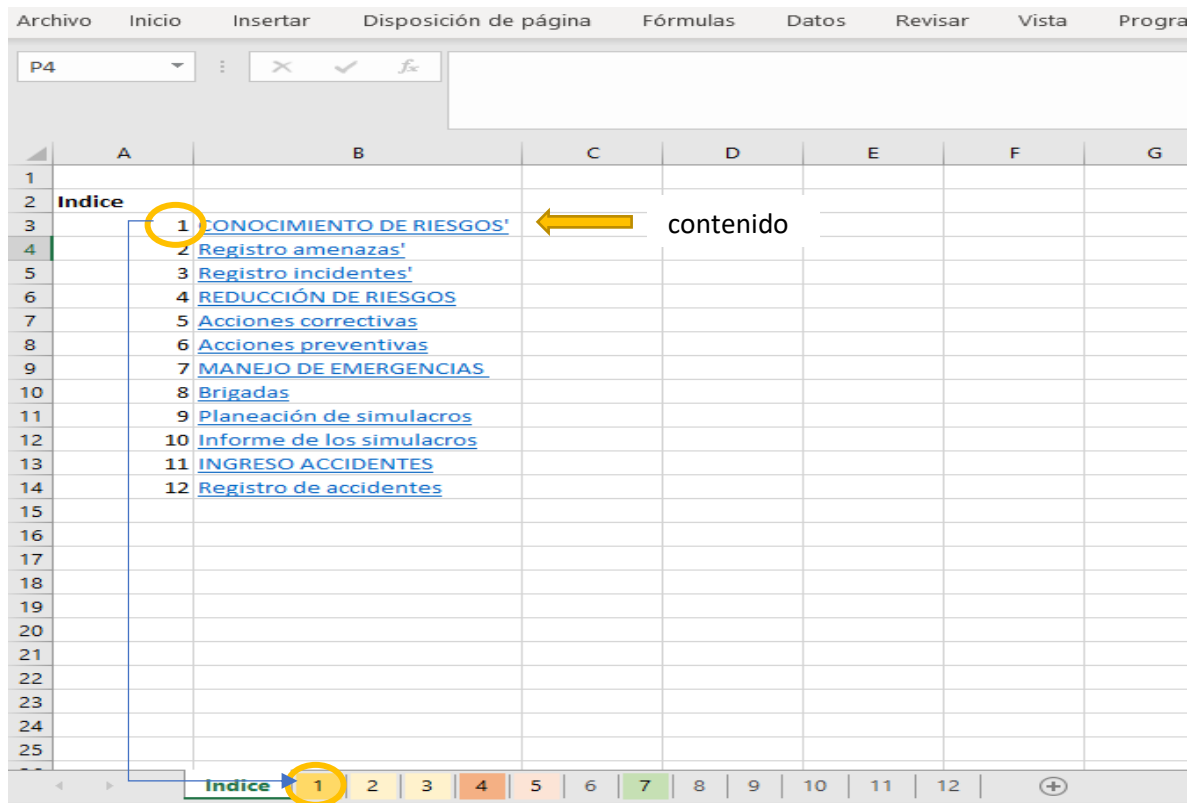 Archivo Inicio Insertar Disposición de página Fórmulas Datos Revisar Vista Progra
P4 fx
A B C D E F G
1
2 Indice
3 1 CONOCIMIENTO DE RIESGOS' contenido
4 2 Registro amenazas'
5 3 Registro incidentes'
6 4 REDUCCIÓN DE RIESGOS
7 5 Acciones correctivas
8 6 Acciones preventivas
9 7 MANEJO DE EMERGENCIAS
10 8 Brigadas
11 9 Planeación de simulacros
12 10 Informe de los simulacros
13 11 INGRESO ACCIDENTES
14 12 Registro de accidentes
15
16
17
18
19
20
21
22
23
24
25
Indice 1 2 3 4 5 6 7 8 9 10 11 12